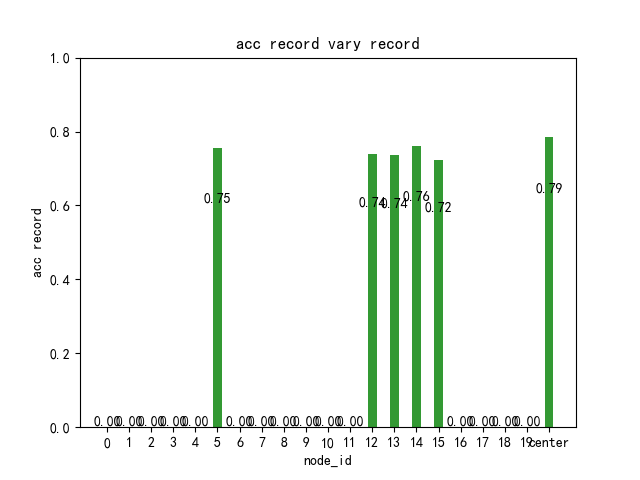 acc record vary record
1.0
0.8
0.6
0.4
0.2
0.0
acc record
0.00 0.00 0.00 0.00 0.00 0.75 0.00 0.00 0.00 0.00 0.00 0.00 0.74 0.74 0.76 0.72 0.00 0.00 0.00 0.00 0.79
0 1 2 3 4 5 6 7 8 9 10 11 12 13 14 15 16 17 18 19 center
node_id